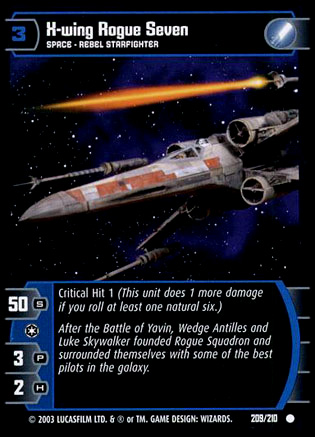 3
X-wing Rogue Seven
SPACE • REBEL STARFIGHTER
50 S
Critical Hit 1 (This unit does 1 more damage
if you roll at least one natural six.)
After the Battle of Yavin, Wedge Antilles and
Luke Skywalker founded Rogue Squadron and
surrounded themselves with some of the best
pilots in the galaxy.
3 P
2 H
© 2003 LUCASFILM LTD. & ® or TM. GAME DESIGN: WIZARDS. 209/210